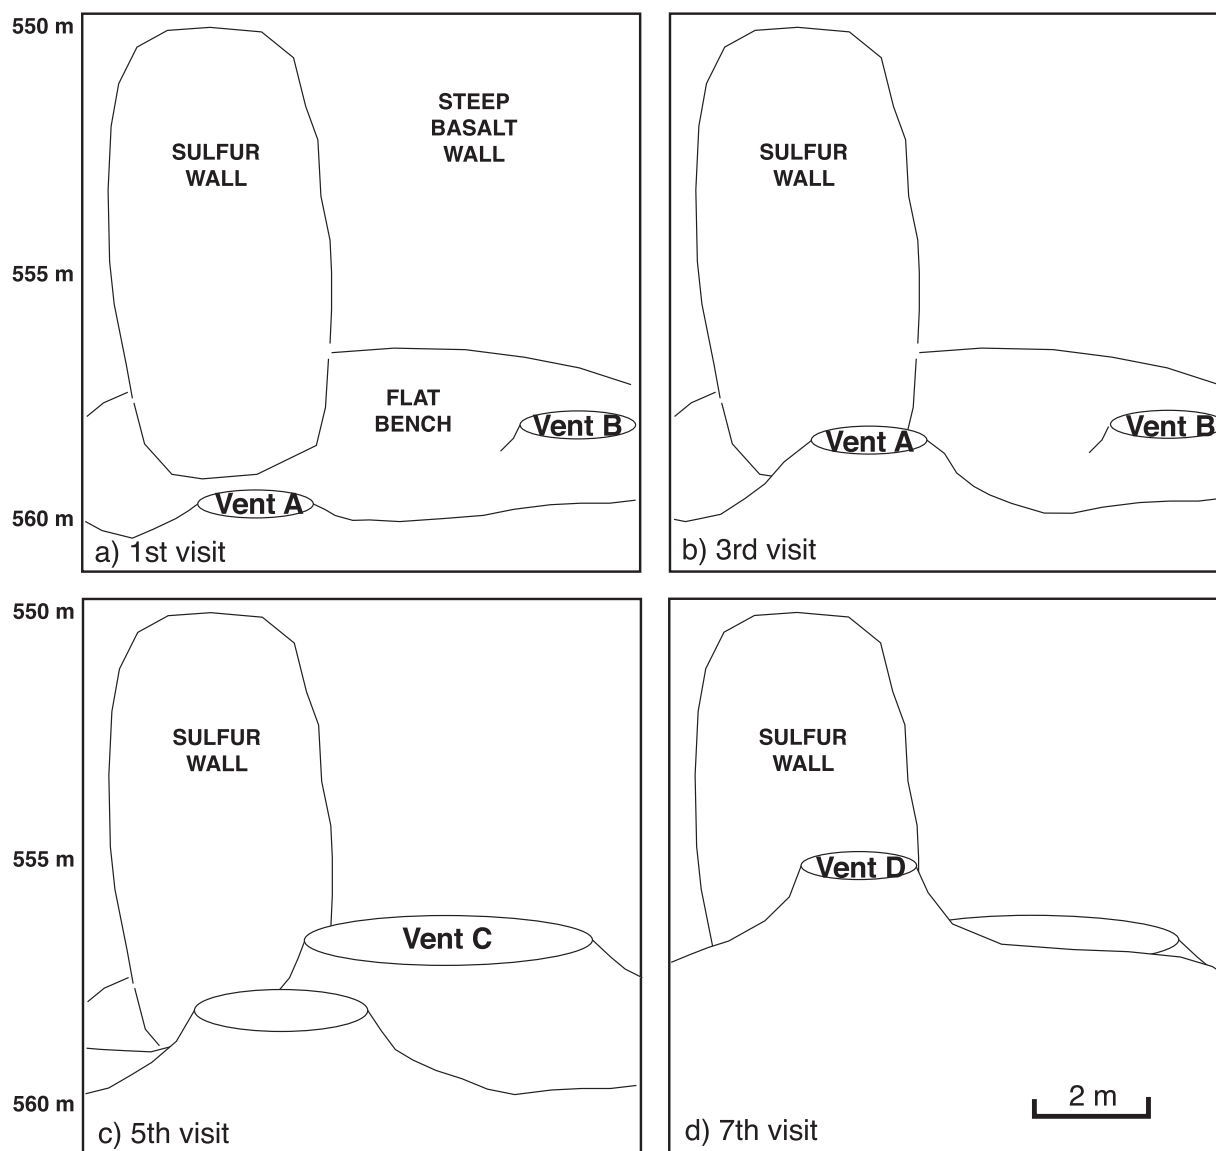 550 m
STEEP
BASALT
WALL
SULFUR
WALL
555 m
FLAT
BENCH
Vent B
Vent A
560 m
a) 1st visit
SULFUR
WALL
Vent B
Vent A
b) 3rd visit
550 m
SULFUR
WALL
555 m
Vent C
560 m
c) 5th visit
SULFUR
WALL
Vent D
2 m
d) 7th visit